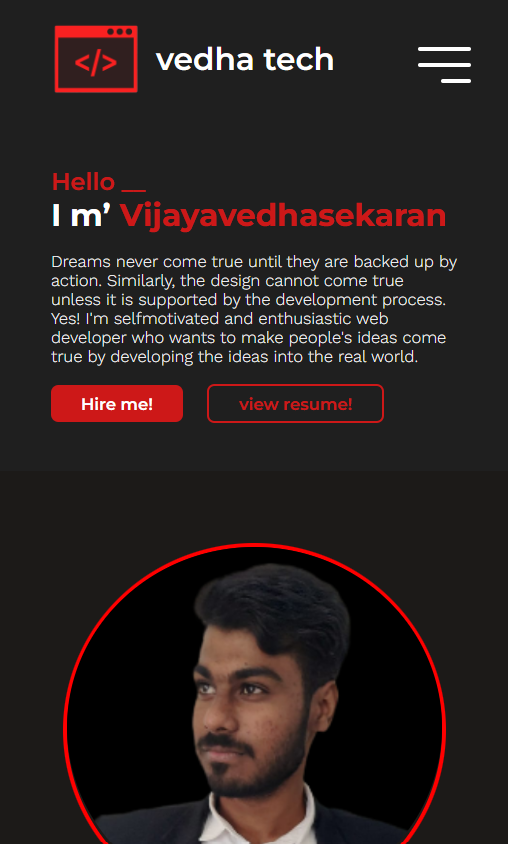 </>
vedha tech
Hello __
I m’ Vijayavedhasekaran
Dreams never come true until they are backed up by
action. Similarly, the design cannot come true
unless it is supported by the development process.
Yes! I'm selfmotivated and enthusiastic web
developer who wants to make people's ideas come
true by developing the ideas into the real world.
Hire me!
view resume!